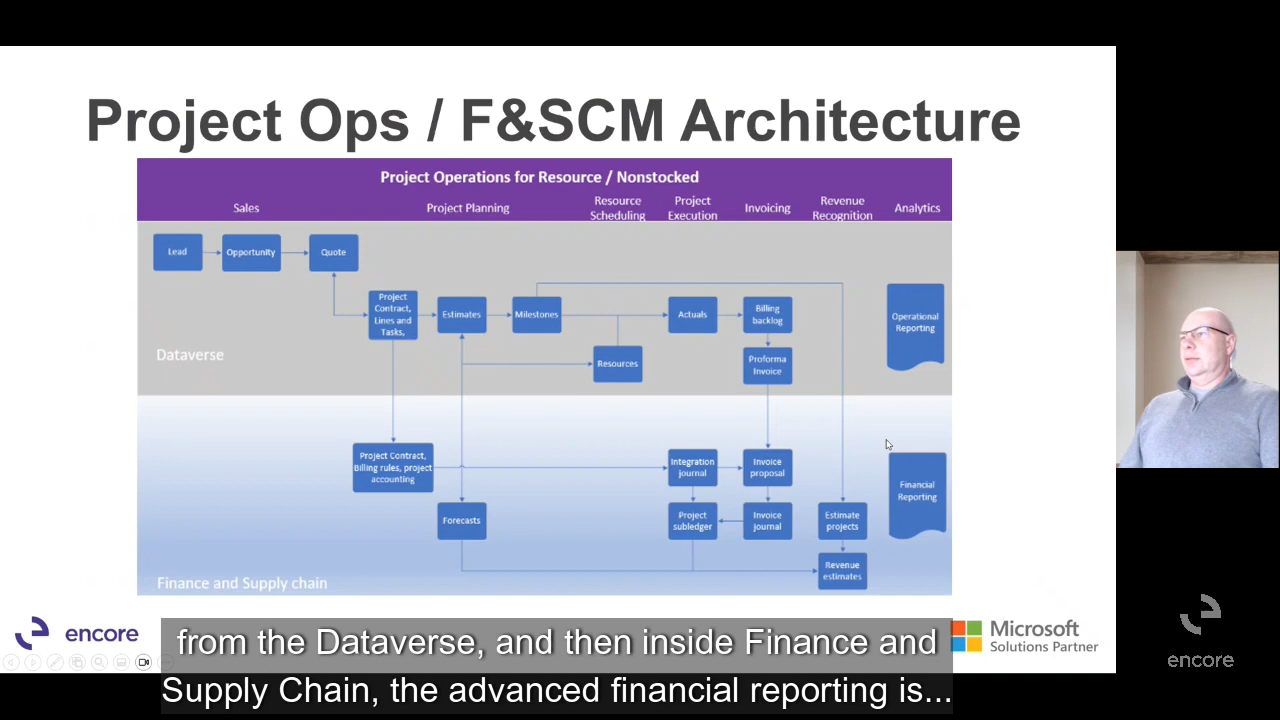 Project Ops / F&SCM Architecture
Project Operations for Resource / Nonstocked
Sales
Project Planning
Resource
Scheduling
Project
Execution
Invoicing
Revenue
Recognition
Analytics
Lead
Opportunity
Quote
Project
Contract,
Lines and
Tasks,
Estimates
Milestones
Actuals
Billing
backlog
Operational
Reporting
Dataverse
Resources
Proforma
Invoice
Project Contract,
Billing rules, project
accounting
Integration
journal
Invoice
proposal
Financial
Reporting
Forecasts
Project
subledger
Invoice
journal
Estimate
projects
Revenue
estimates
Finance and Supply chain
encore
from the Dataverse, and then inside Finance and
Supply Chain, the advanced financial reporting is...
Microsoft
Solutions Partner
encore